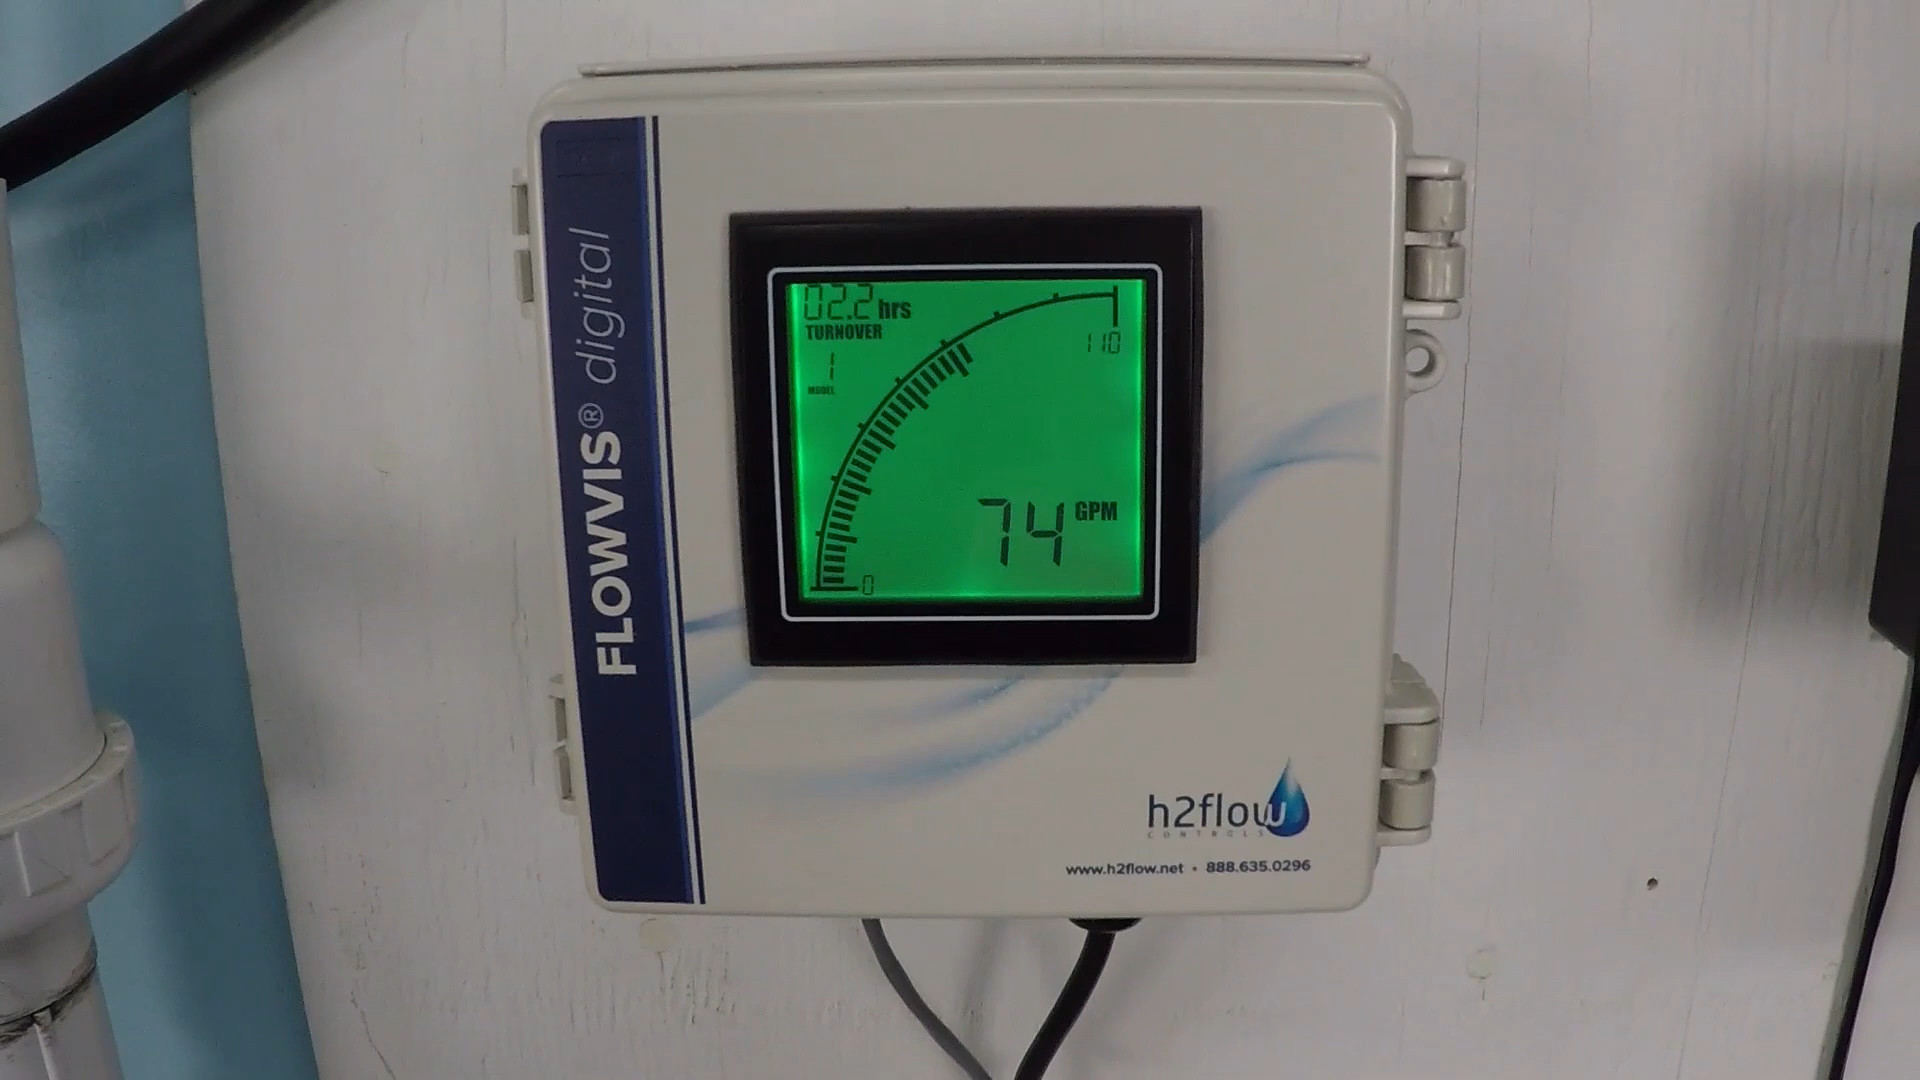 FLOWVIS® digital
02.2 hrs
TURNOVER
1
MODEL
110
74 GPM
0
h2flow
CONTROLS
www.h2flow.net • 888.635.0296